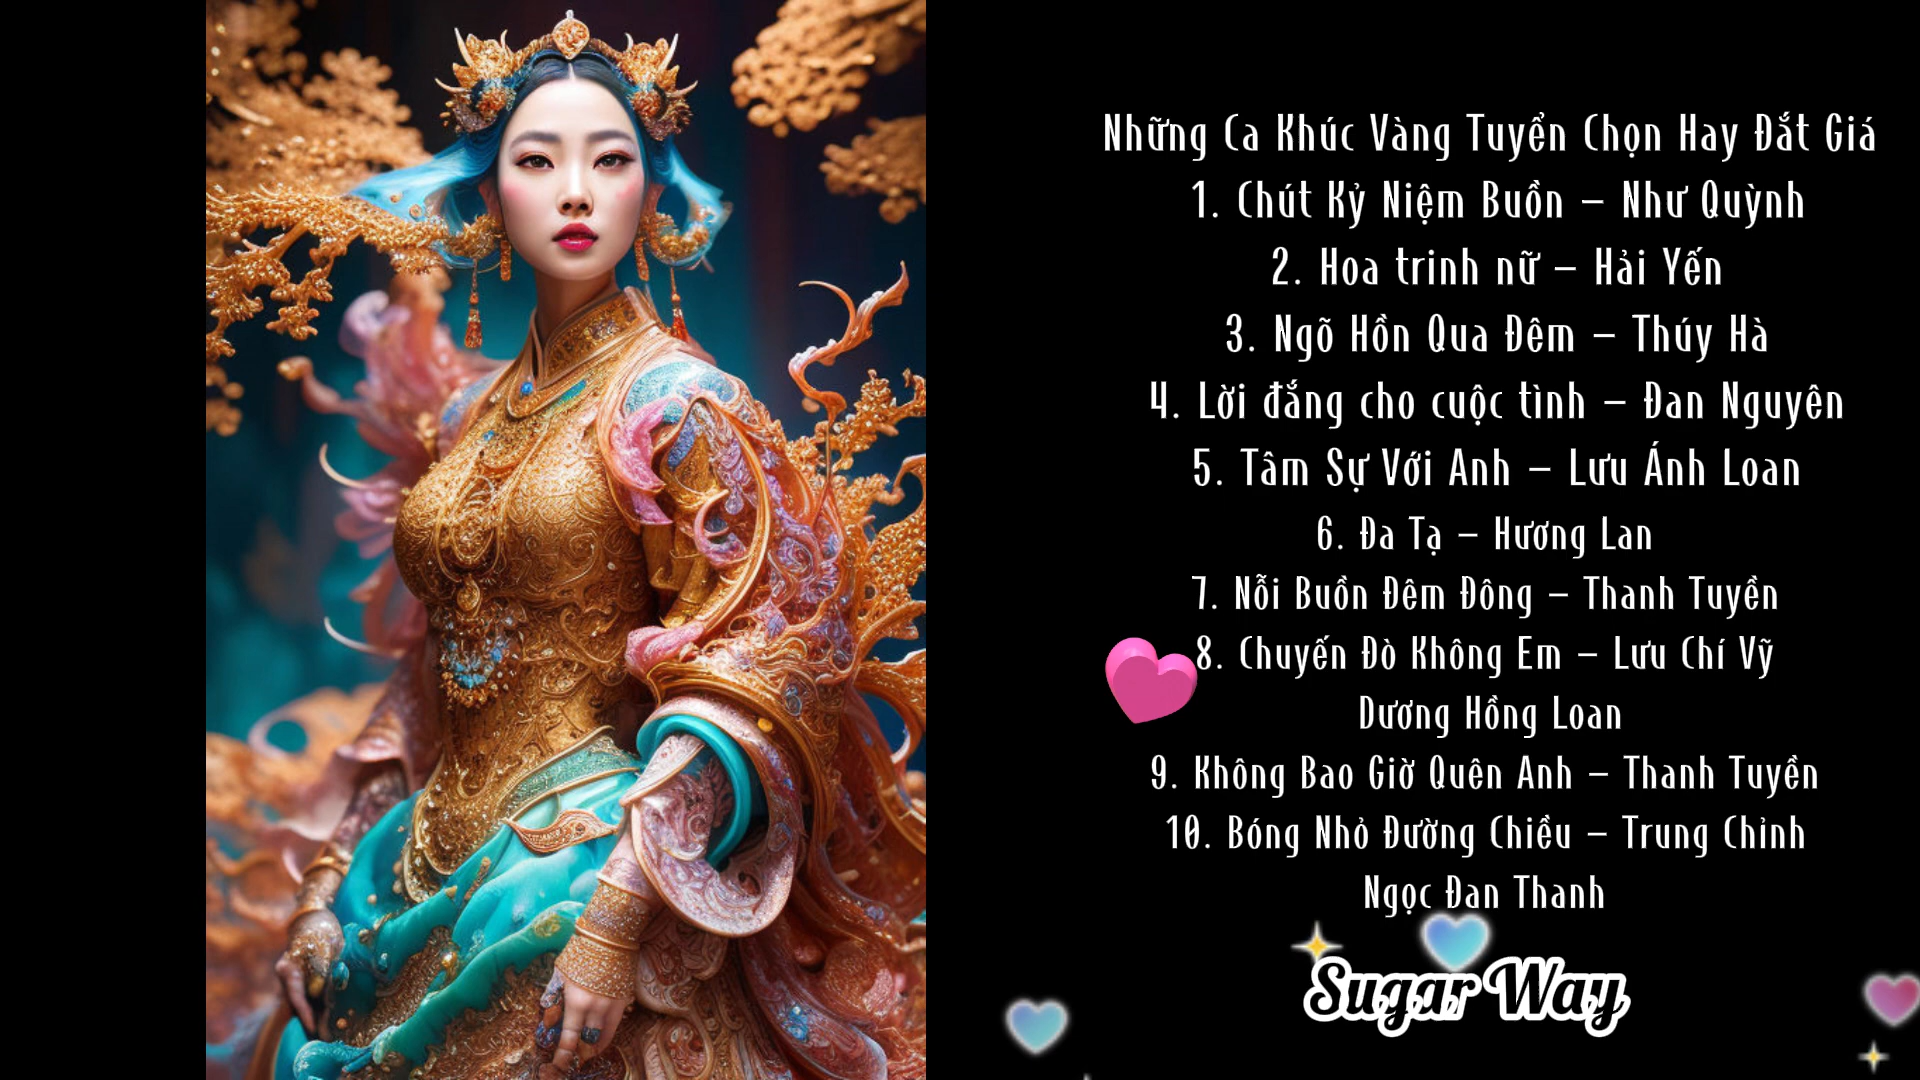 Những Ca Khúc Vàng Tuyển Chọn Hay Đắt Giá
1. Chút Kỷ Niệm Buồn – Như Quỳnh
2. Hoa trinh nữ – Hải Yến
3. Ngõ Hồn Qua Đêm – Thúy Hà
4. Lời đắng cho cuộc tình – Đan Nguyên
5. Tâm Sự Với Anh – Lưu Ánh Loan
6. Đa Tạ – Hương Lan
7. Nỗi Buồn Đêm Đông – Thanh Tuyền
8. Chuyến Đò Không Em – Lưu Chí Vỹ
Dương Hồng Loan
9. Không Bao Giờ Quên Anh – Thanh Tuyền
10. Bóng Nhỏ Đường Chiều – Trung Chỉnh
Ngọc Đan Thanh
Sugar Way